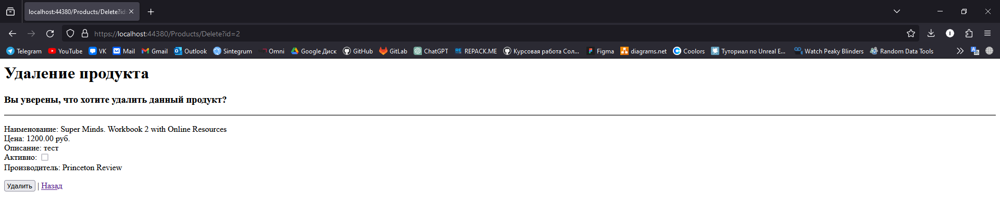 localhost:44380/Products/Delete?id
https://localhost:44380/Products/Delete?id=2
Telegram YouTube VK Mail Gmail Outlook Sintegrum Omni Google Диск GitHub GitLab ChatGPT RE REPACK.ME Курсовая работа Сол... Figma diagrams.net Coolors Туториал по Unreal E... Watch Peaky Blinders Random Data Tools
Удаление продукта
Вы уверены, что хотите удалить данный продукт?
Наименование: Super Minds. Workbook 2 with Online Resources
Цена: 1200.00 руб.
Описание: тест
Активно:
Производитель: Princeton Review
Удалить | Назад